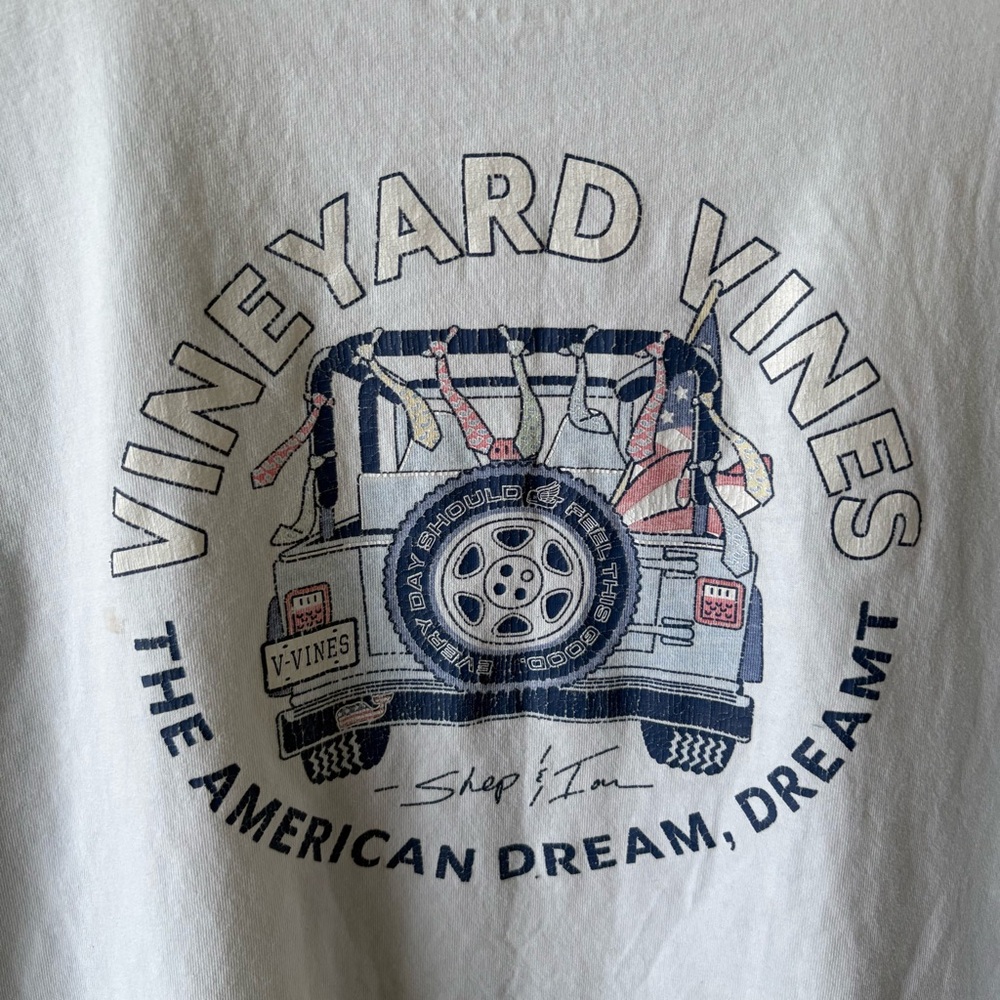 VINEYARD VINES
EVERY DAY SHOULD FEEL THIS GOOD.
V-VINES
- Shep & Ian
THE AMERICAN DREAM, DREAMT